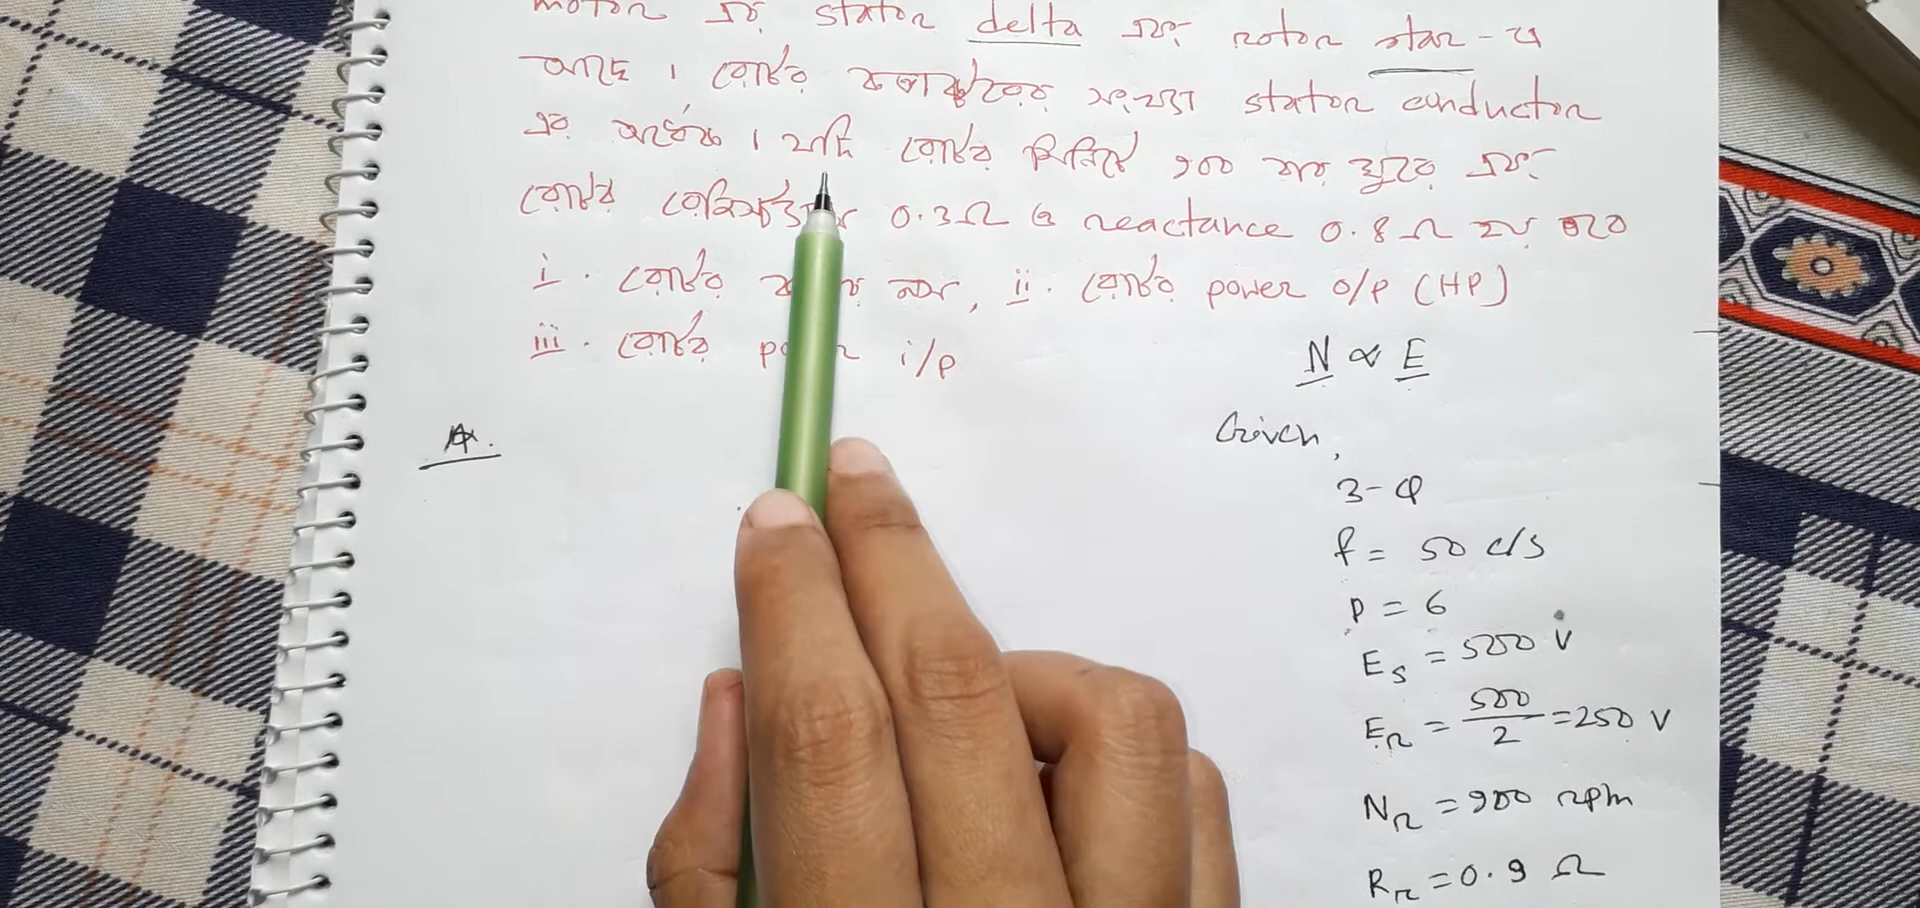 motor এর stator delta এবং rotor star-এ
আছে। রোটর কন্ডাক্টরের সংখ্যা stator conductor
এর অর্ধেক। যদি রোটর মিনিটে 900 বার ঘুরে এবং
রোটর 0.3Ω ও reactance 0.8Ω হয় তবে
i. রোটর লস, ii. রোটর power o/p (HP)
iii. রোটর i/p
N ∝ E
A.
Given,
3-φ
f = 50 c/s
P = 6
Es = 500 V
Er = 500/2 = 250 V
Nr = 900 rpm
Rr = 0.9 Ω